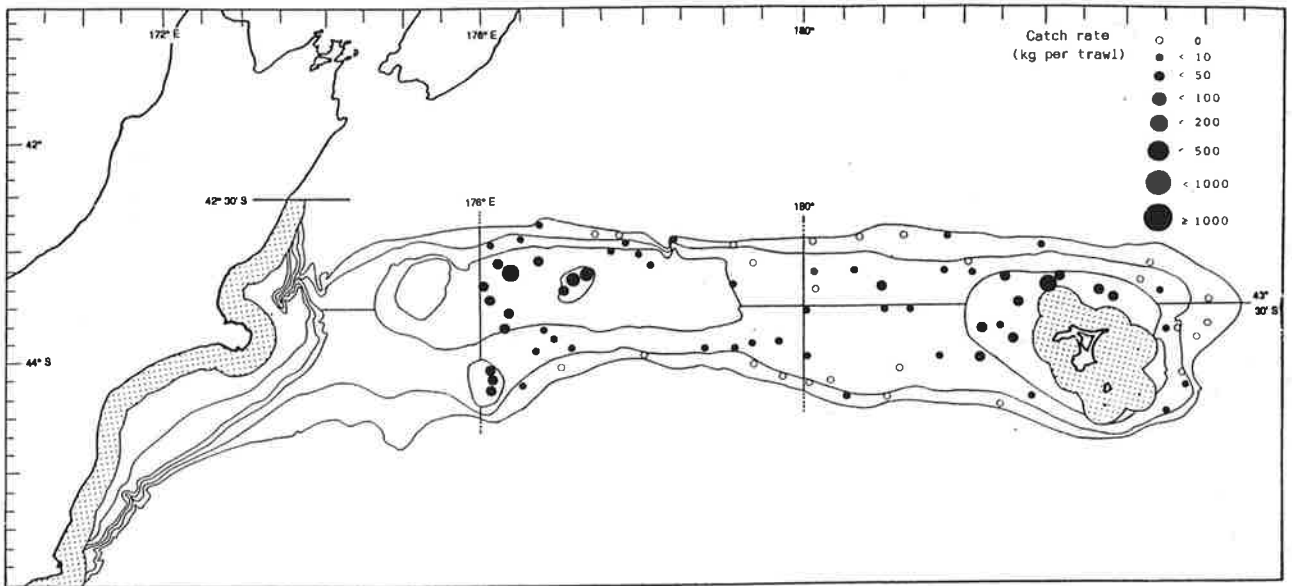 172° E
176° E
180°
Catch rate
(kg per trawl)
0
< 10
< 50
< 100
< 200
< 500
< 1000
≥ 1000
42°
42° 30' S
176° E
180°
43°
30' S
44° S